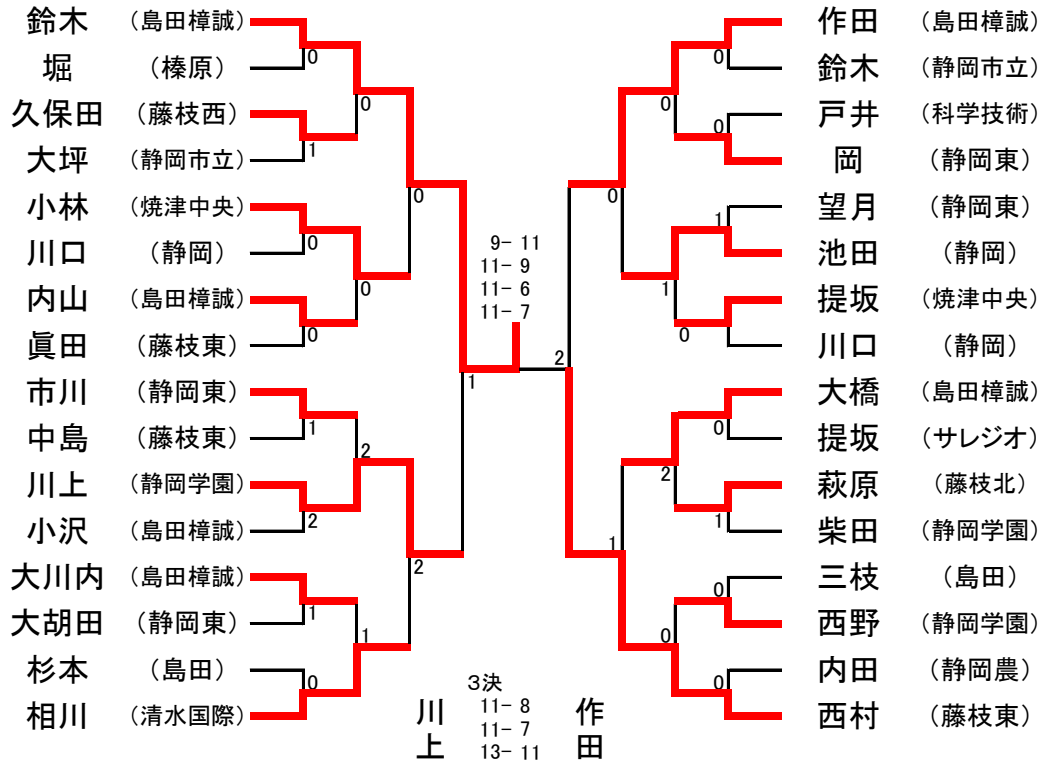 鈴木 (島田樟誠)
0
堀 (榛原)
0
久保田 (藤枝西)
1
大坪 (静岡市立)
0
小林 (焼津中央)
0
川口 (静岡)
0
内山 (島田樟誠)
0
眞田 (藤枝東)
市川 (静岡東)
1
中島 (藤枝東)
2
川上 (静岡学園)
2
小沢 (島田樟誠)
2
大川内 (島田樟誠)
1
大胡田 (静岡東)
1
杉本 (島田)
0
相川 (清水国際)
9- 11
11- 9
11- 6
11- 7
1
2
3決
11- 8
11- 7
13- 11
川上
作田
作田 (島田樟誠)
0
鈴木 (静岡市立)
0
戸井 (科学技術)
0
岡 (静岡東)
0
望月 (静岡東)
1
池田 (静岡)
1
提坂 (焼津中央)
0
川口 (静岡)
大橋 (島田樟誠)
0
提坂 (サレジオ)
2
萩原 (藤枝北)
1
柴田 (静岡学園)
1
三枝 (島田)
0
西野 (静岡学園)
0
内田 (静岡農)
0
西村 (藤枝東)